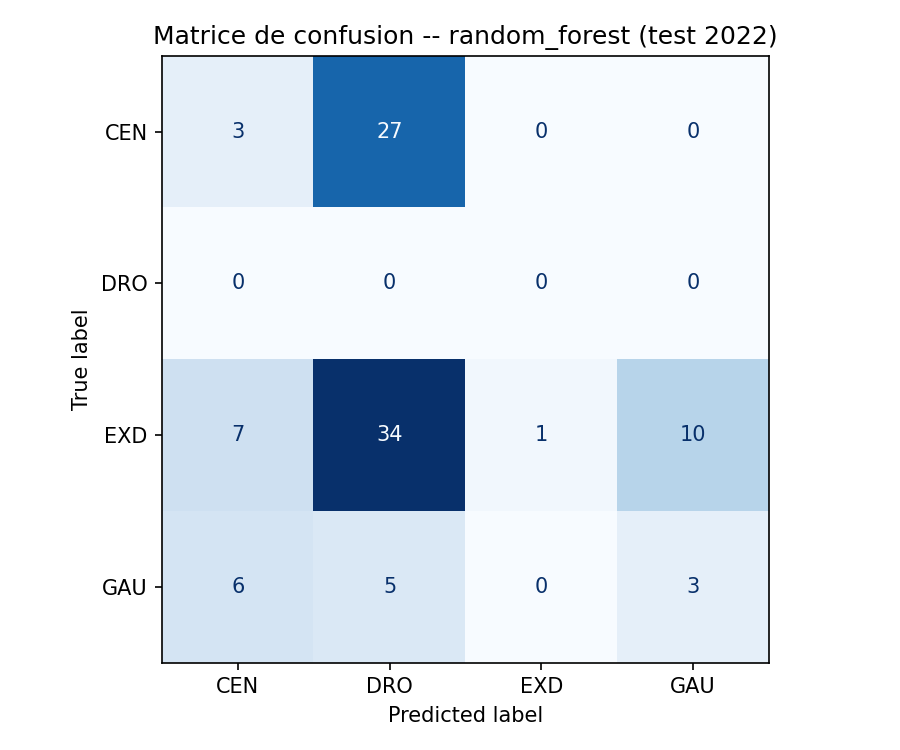 Matrice de confusion -- random_forest (test 2022)
CEN 3 27 0 0
DRO 0 0 0 0
True label
EXD 7 34 1 10
GAU 6 5 0 3
CEN DRO EXD GAU
Predicted label